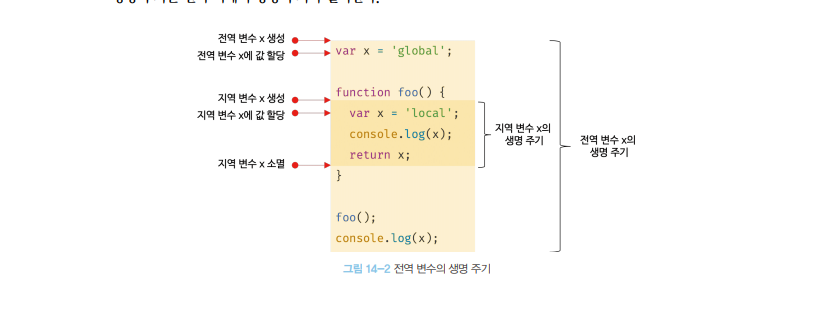 전역 변수 x 생성
전역 변수 x에 값 할당
var x = 'global';
지역 변수 x 생성
지역 변수 x에 값 할당
지역 변수 x 소멸
function foo() {
var x = 'local';
console.log(x);
return x;
}
foo();
console.log(x);
지역 변수 x의
생명 주기
전역 변수 x의
생명 주기
그림 14-2 전역 변수의 생명 주기